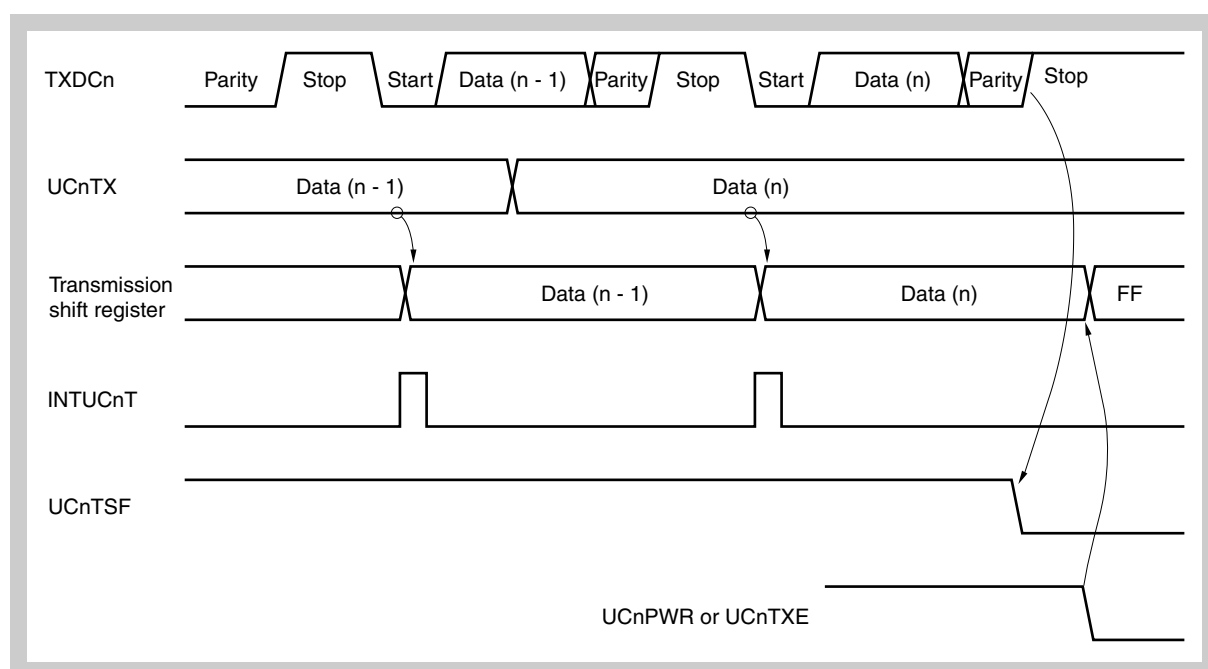 TXDCn
Parity
Stop
Start
Data (n - 1)
Parity
Stop
Start
Data (n)
Parity
Stop
UCnTX
Data (n - 1)
Data (n)
Transmission
shift register
Data (n - 1)
Data (n)
FF
INTUCnT
UCnTSF
UCnPWR or UCnTXE